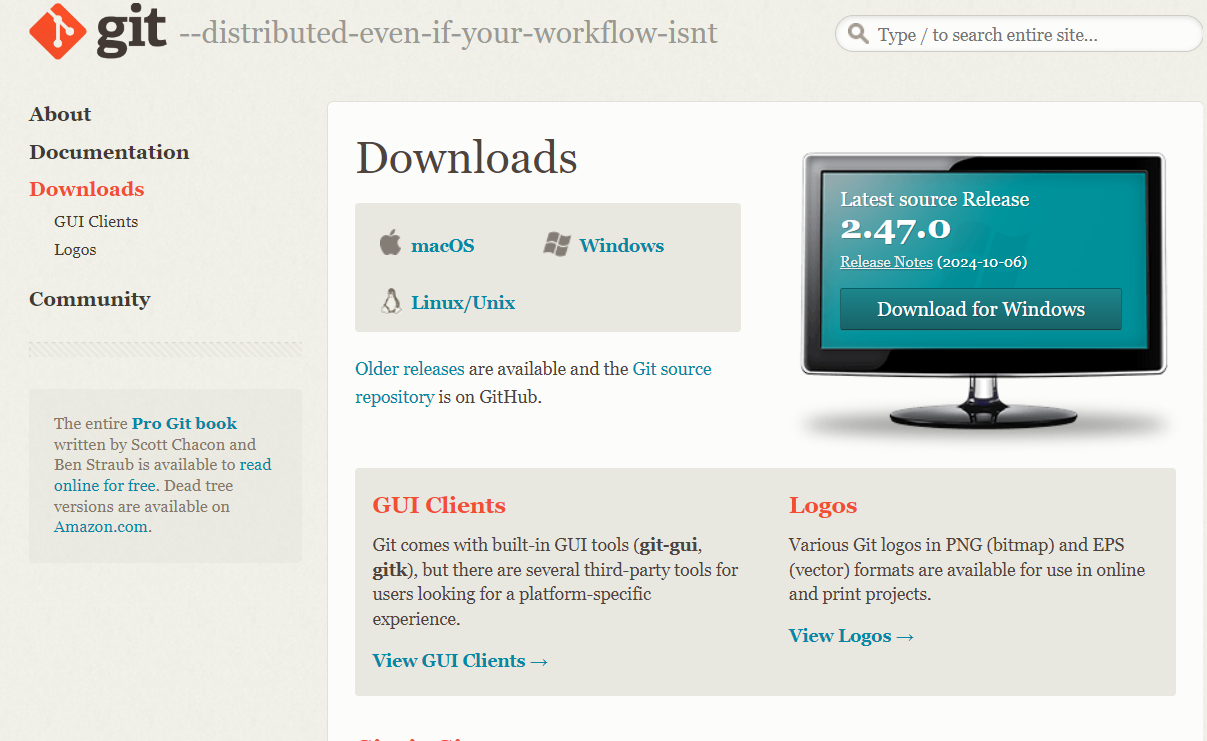 git --distributed-even-if-your-workflow-isnt
Type / to search entire site...
About
Documentation
Downloads
GUI Clients
Logos
Community
The entire Pro Git book
written by Scott Chacon and
Ben Straub is available to read
online for free. Dead tree
versions are available on
Amazon.com.
Downloads
macOS
Windows
Linux/Unix
Older releases are available and the Git source
repository is on GitHub.
Latest source Release
2.47.0
Release Notes (2024-10-06)
Download for Windows
GUI Clients
Git comes with built-in GUI tools (git-gui,
gitk), but there are several third-party tools for
users looking for a platform-specific
experience.
View GUI Clients →
Logos
Various Git logos in PNG (bitmap) and EPS
(vector) formats are available for use in online
and print projects.
View Logos →